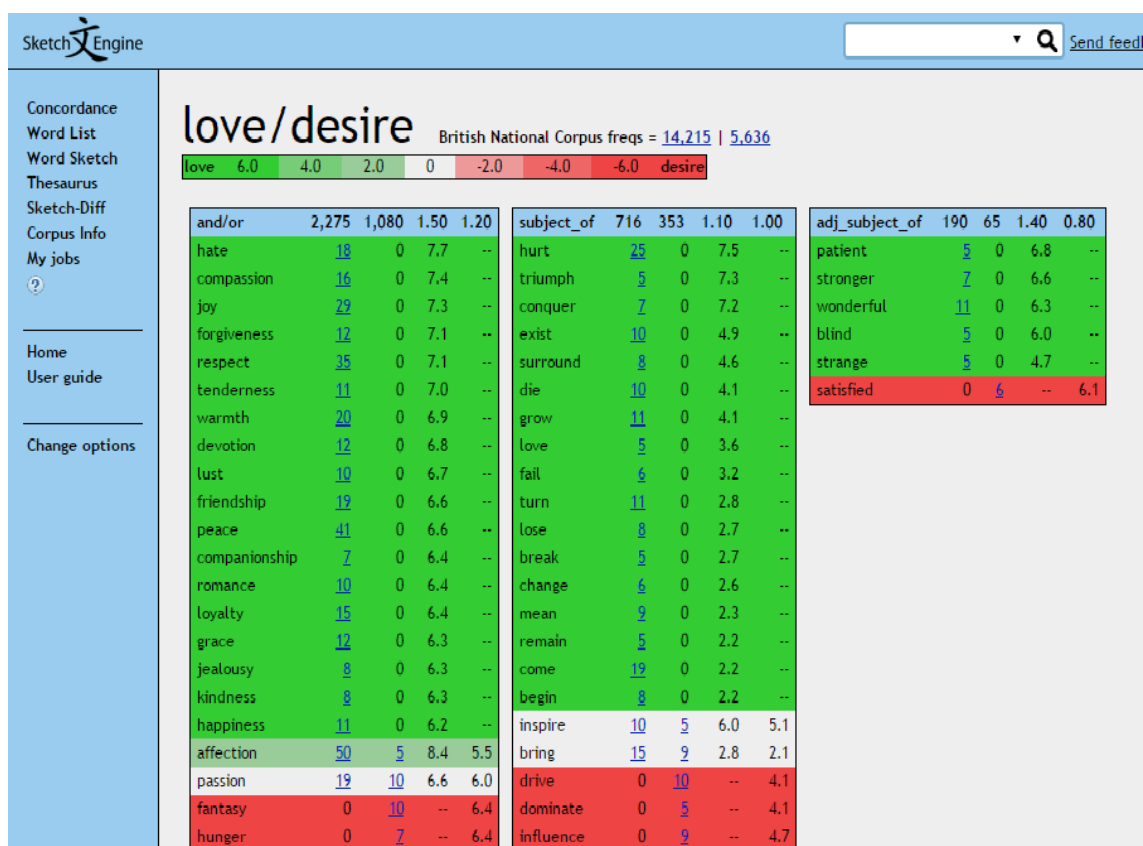 Sketch 文 Engine
Send feed
Concordance
Word List
Word Sketch
Thesaurus
Sketch-Diff
Corpus Info
My jobs
?
Home
User guide
Change options
love/desire British National Corpus freqs = 14,215 | 5,636
love 6.0 4.0 2.0 0 -2.0 -4.0 -6.0 desire
and/or 2,275 1,080 1.50 1.20
hate 18 0 7.7 --
compassion 16 0 7.4 --
joy 29 0 7.3 --
forgiveness 12 0 7.1 --
respect 35 0 7.1 --
tenderness 11 0 7.0 --
warmth 20 0 6.9 --
devotion 12 0 6.8 --
lust 10 0 6.7 --
friendship 19 0 6.6 --
peace 41 0 6.6 --
companionship 7 0 6.4 --
romance 10 0 6.4 --
loyalty 15 0 6.4 --
grace 12 0 6.3 --
jealousy 8 0 6.3 --
kindness 8 0 6.3 --
happiness 11 0 6.2 --
affection 50 5 8.4 5.5
passion 19 10 6.6 6.0
fantasy 0 10 -- 6.4
hunger 0 7 -- 6.4
subject_of 716 353 1.10 1.00
hurt 25 0 7.5 --
triumph 5 0 7.3 --
conquer 7 0 7.2 --
exist 10 0 4.9 --
surround 8 0 4.6 --
die 10 0 4.1 --
grow 11 0 4.1 --
love 5 0 3.6 --
fail 6 0 3.2 --
turn 11 0 2.8 --
lose 8 0 2.7 --
break 5 0 2.7 --
change 6 0 2.6 --
mean 9 0 2.3 --
remain 5 0 2.2 --
come 19 0 2.2 --
begin 8 0 2.2 --
inspire 10 5 6.0 5.1
bring 15 9 2.8 2.1
drive 0 10 -- 4.1
dominate 0 5 -- 4.1
influence 0 9 -- 4.7
adj_subject_of 190 65 1.40 0.80
patient 5 0 6.8 --
stronger 7 0 6.6 --
wonderful 11 0 6.3 --
blind 5 0 6.0 --
strange 5 0 4.7 --
satisfied 0 6 -- 6.1